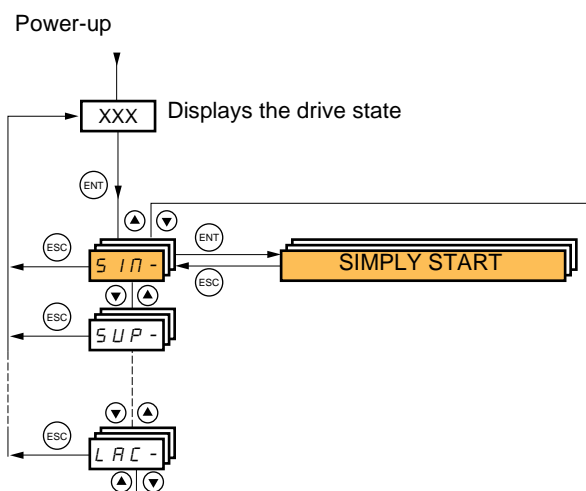 Power-up
XXX Displays the drive state
ENT
ESC SIM- ENT SIMPLY START
ESC
ESC SUP-
ESC LAC-